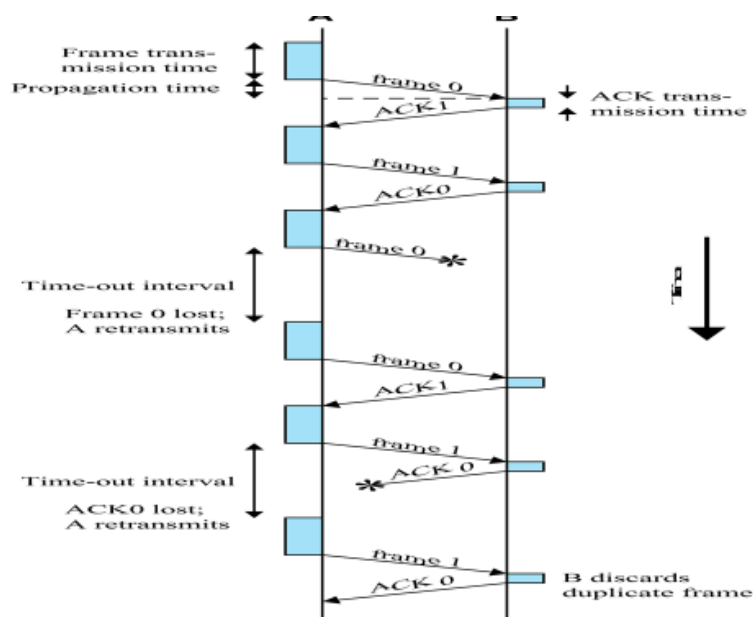 A B
Frame trans-
mission time
Propagation time
frame 0
ACK trans-
mission time
ACK1
frame 1
ACK0
frame 0
Time-out interval
Frame 0 lost;
A retransmits
frame 0
ACK1
frame 1
ACK 0
Time-out interval
ACK0 lost;
A retransmits
frame 1
ACK 0
B discards
duplicate frame